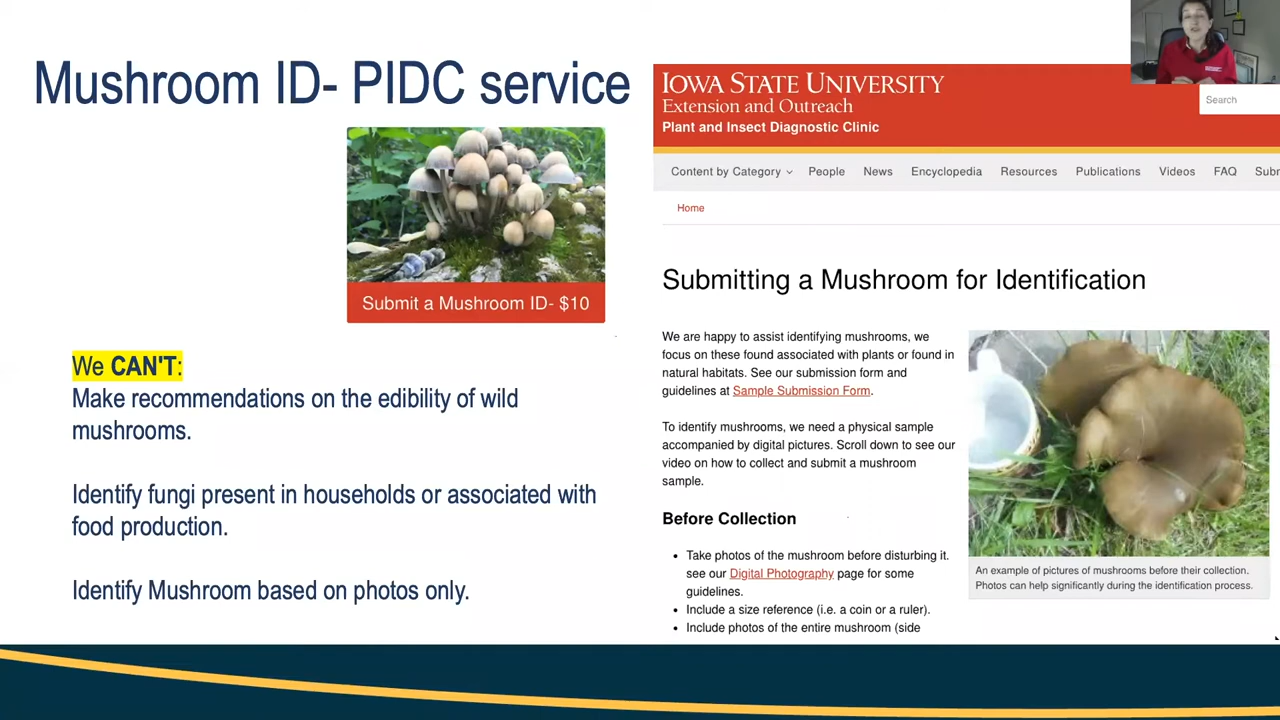 Mushroom ID- PIDC service
Submit a Mushroom ID- $10
We CAN'T:
Make recommendations on the edibility of wild
mushrooms.
Identify fungi present in households or associated with
food production.
Identify Mushroom based on photos only.
IOWA STATE UNIVERSITY
Extension and Outreach
Plant and Insect Diagnostic Clinic
Search
Content by Category People News Encyclopedia Resources Publications Videos FAQ
Home
Submitting a Mushroom for Identification
We are happy to assist identifying mushrooms, we
focus on these found associated with plants or found in
natural habitats. See our submission form and
guidelines at Sample Submission Form.
To identify mushrooms, we need a physical sample
accompanied by digital pictures. Scroll down to see our
video on how to collect and submit a mushroom
sample.
Before Collection
• Take photos of the mushroom before disturbing it.
see our Digital Photography page for some
guidelines.
• Include a size reference (i.e. a coin or a ruler).
• Include photos of the entire mushroom (side
An example of pictures of mushrooms before their collection.
Photos can help significantly during the identification process.